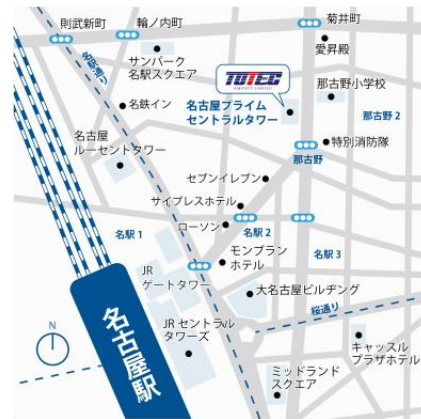 則武新町
輪ノ内町
菊井町
名駅通り
サンパーク
名駅スクエア
愛昇殿
TOTEC
名鉄イン
名古屋プライム
セントラルタワー
那古野小学校
那古野 2
名古屋
ルーセントタワー
特別消防隊
那古野
セブンイレブン
サイプレスホテル
名駅 1
ローソン
名駅 2
名駅 3
モンブラン
ホテル
JR
ゲートタワー
大名古屋ビルヂング
桜通り
名古屋駅
N
JR セントラル
タワーズ
キャッスル
プラザホテル
ミッドランド
スクエア